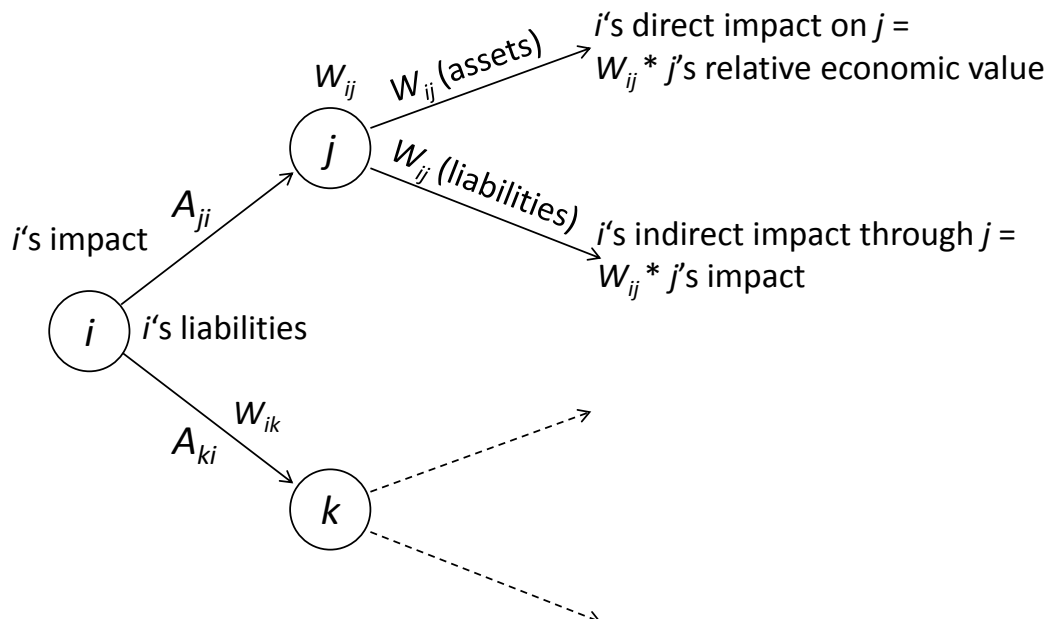 i‘s direct impact on j =
W_ij * j’s relative economic value
W_ij (assets)
W_ij
j
W_ij (liabilities)
A_ji
i‘s impact
i‘s indirect impact through j =
W_ij * j’s impact
i
i‘s liabilities
W_ik
A_ki
k